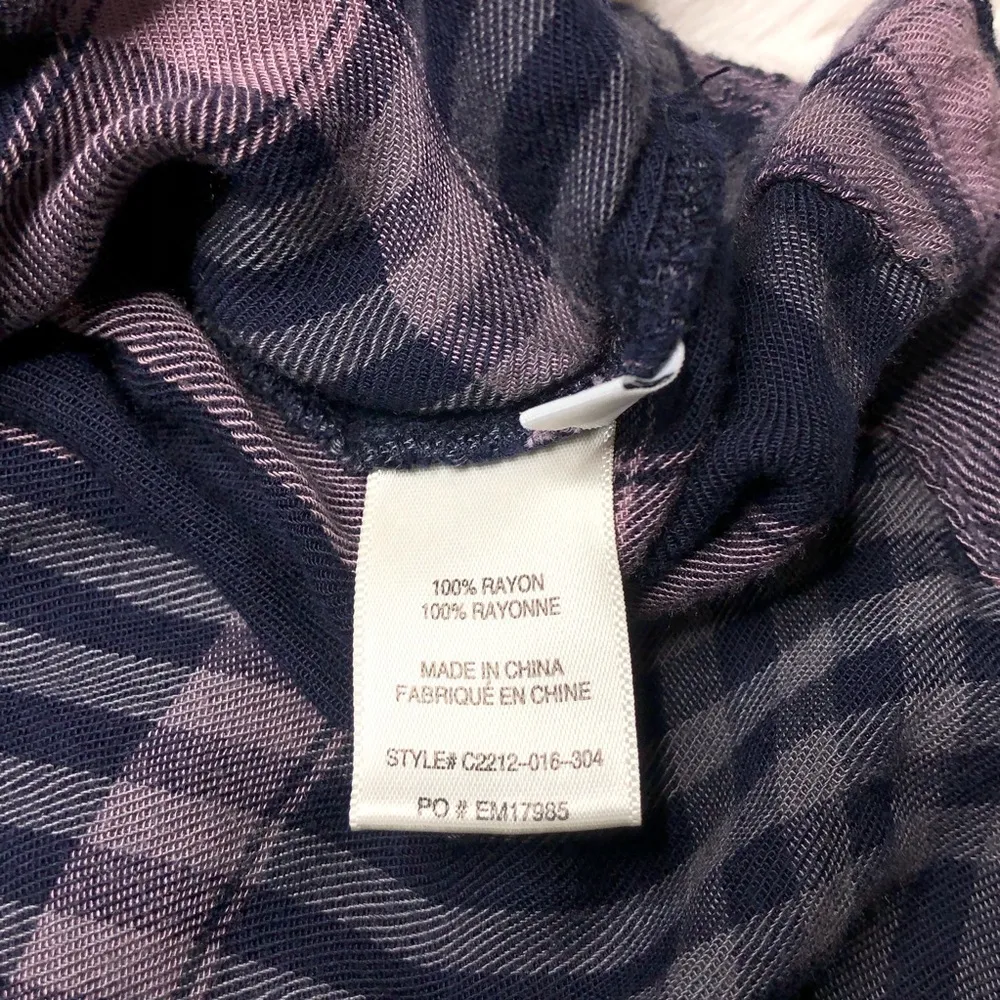 100% RAYON
100% RAYONNE
MADE IN CHINA
FABRIQUÉ EN CHINE
STYLE# C2212-016-304
PO # EM17985